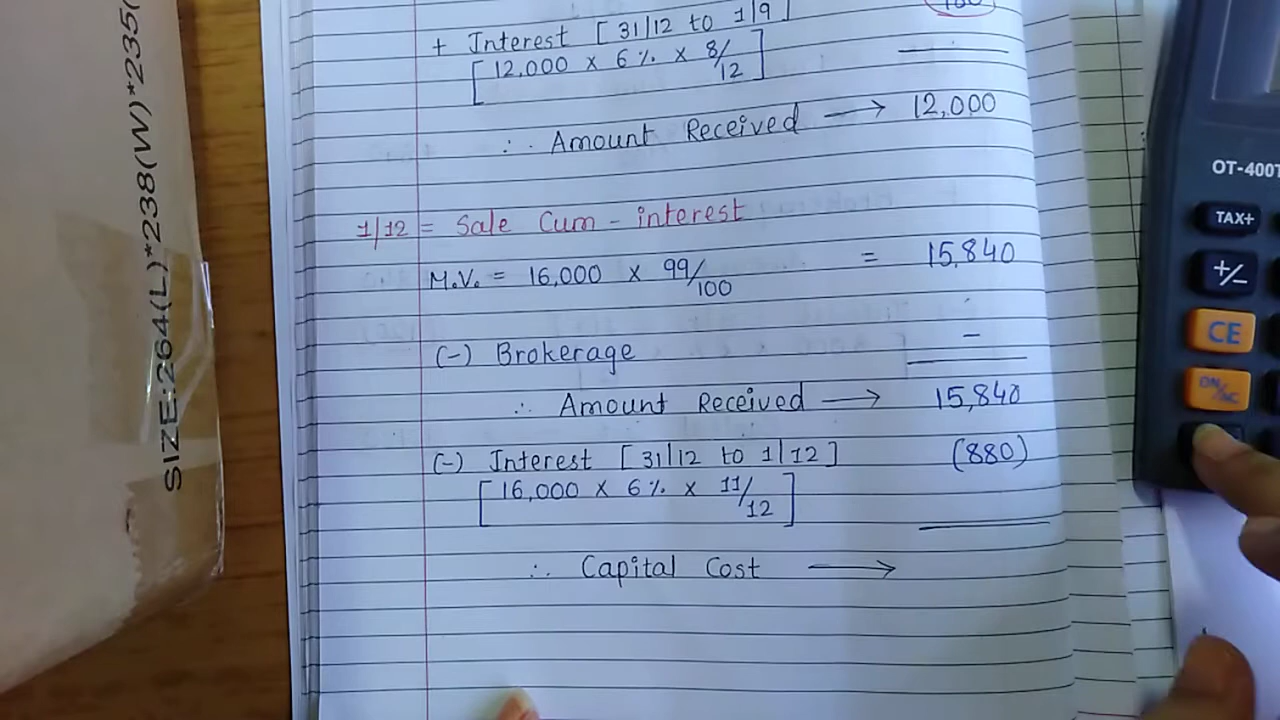 + Interest [ 31/12 to 1/9 ]
[ 12,000 x 6 % x 8/12 ]
∴ Amount Received → 12,000
1/12 = Sale Cum - interest
M.V. = 16,000 x 99/100 = 15,840
(-) Brokerage -
∴ Amount Received → 15,840
(-) Interest [ 31/12 to 1/12 ] (880)
[ 16,000 x 6 % x 11/12 ]
∴ Capital Cost →
SIZE:264(L)*238(W)*235(
OT-400T
TAX+
+/-
CE
ON/AC